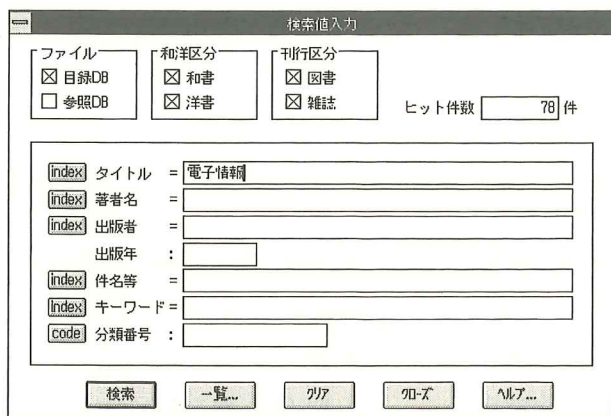 検索値入力
ファイル 和洋区分 刊行区分
目録DB 和書 図書
参照DB 洋書 雑誌 ヒット件数 78 件
index タイトル = 電子情報
index 著者名 =
index 出版者 =
出版年 :
index 件名等 =
index キーワード =
code 分類番号 :
検索 一覧... クリア クローズ ヘルプ...